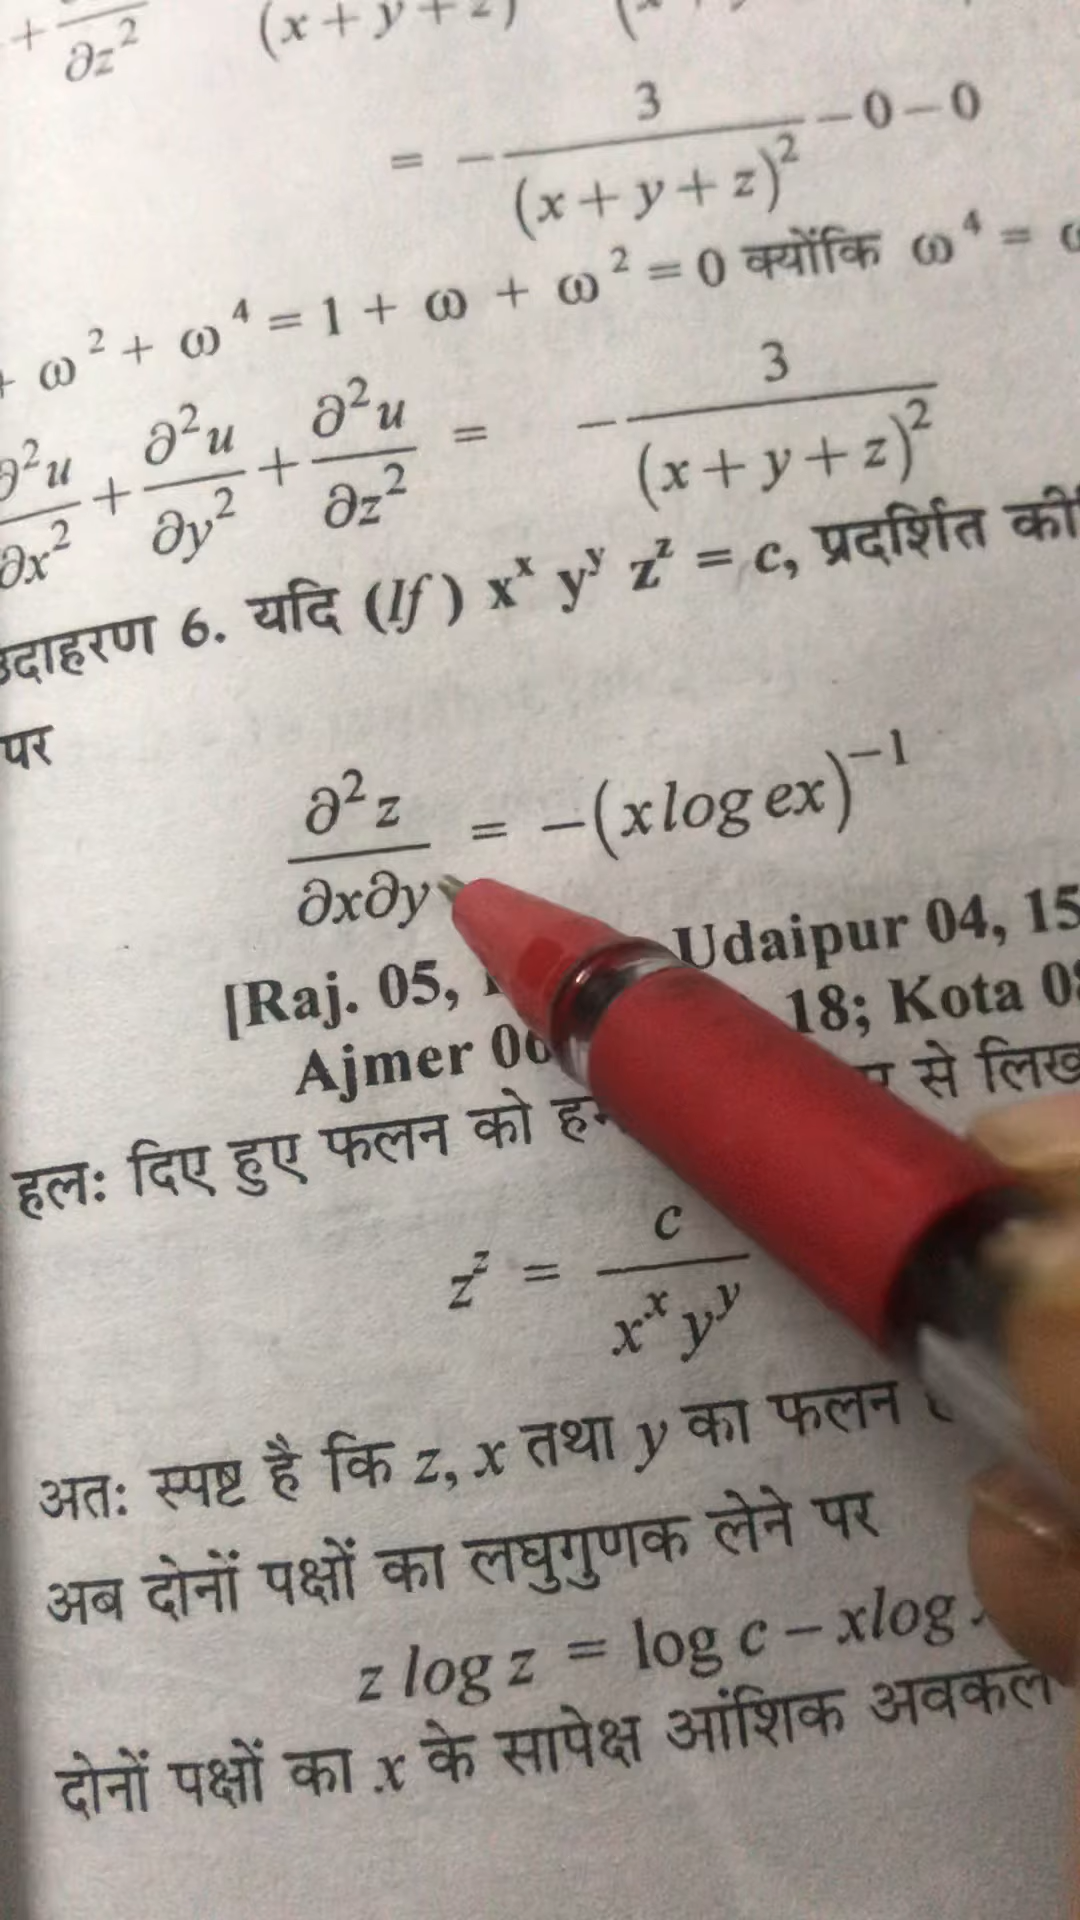 + ∂z² (x + y + z)
= − 3/(x + y + z)² − 0 − 0
+ ω² + ω⁴ = 1 + ω + ω² = 0 क्योंकि ω⁴ =
∂²u/∂x² + ∂²u/∂y² + ∂²u/∂z² = − 3/(x + y + z)²
उदाहरण 6. यदि (If) xˣ yʸ zᶻ = c, प्रदर्शित
पर
∂²z/∂x∂y = −(x log ex)⁻¹
[Raj. 05, Udaipur 04, 15
Ajmer 18; Kota
हल: दिए हुए फलन को से
zᶻ = c/xˣ yʸ
अत: स्पष्ट है कि z, x तथा y का फलन
अब दोनों पक्षों का लघुगुणक लेने पर
z log z = log c − x log
दोनों पक्षों का x के सापेक्ष आंशिक